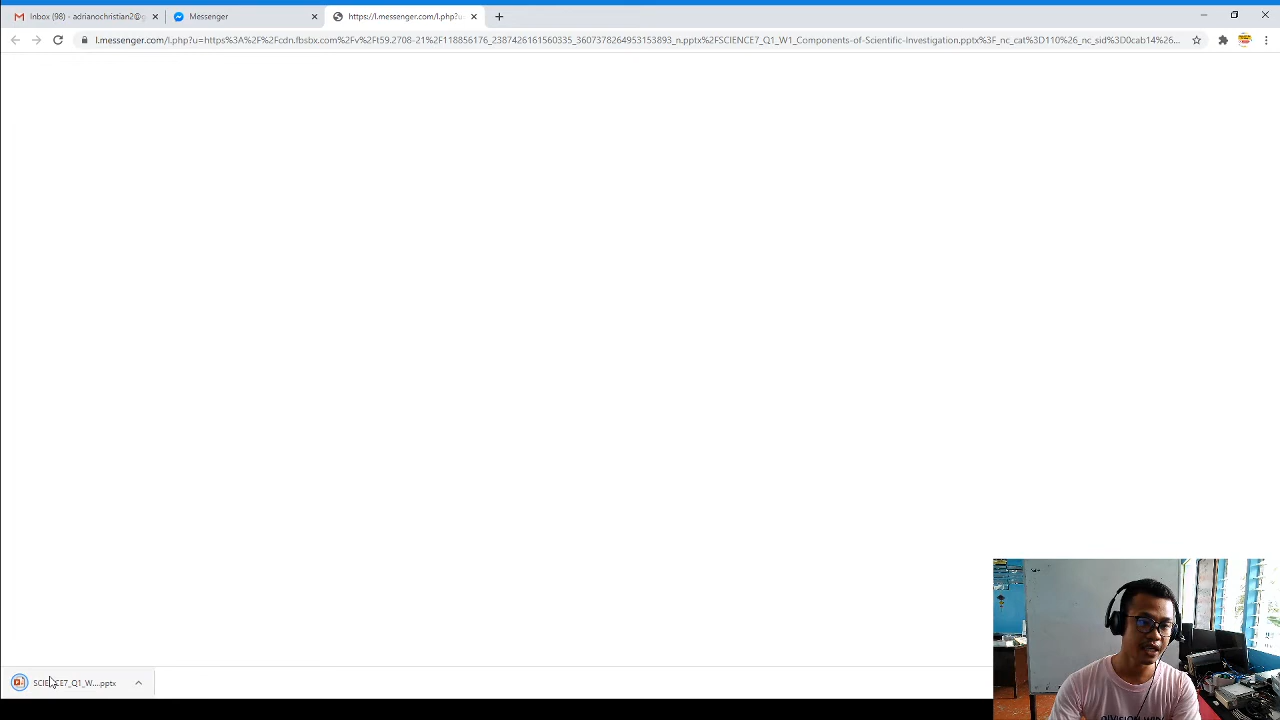 Inbox (98) - adrianochristian2@g
Messenger
https://l.messenger.com/l.php?u=
l.messenger.com/l.php?u=https%3A%2F%2Fcdn.fbsbx.com%2Fv%2Ft59.2708-21%2F118856176_2387426161560335_3607378264953153893_n.pptx%2FSCIENCE7_Q1_W1_Components-of-Scientific-Investigation.pptx%3F_nc_cat%3D110%26_nc_sid%3D0cab14%26...
SCIENCE7_Q1_W....pptx
DIVISION